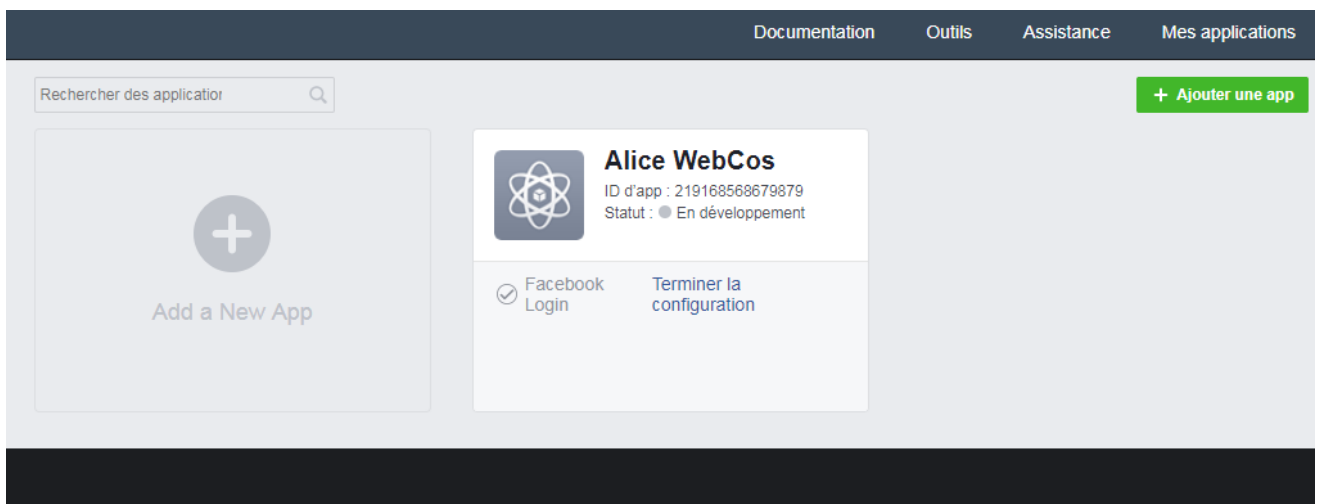 Documentation Outils Assistance Mes applications
Rechercher des application
+ Ajouter une app
Add a New App
Alice WebCos
ID d'app : 219168568679879
Statut : En développement
Facebook
Login
Terminer la
configuration